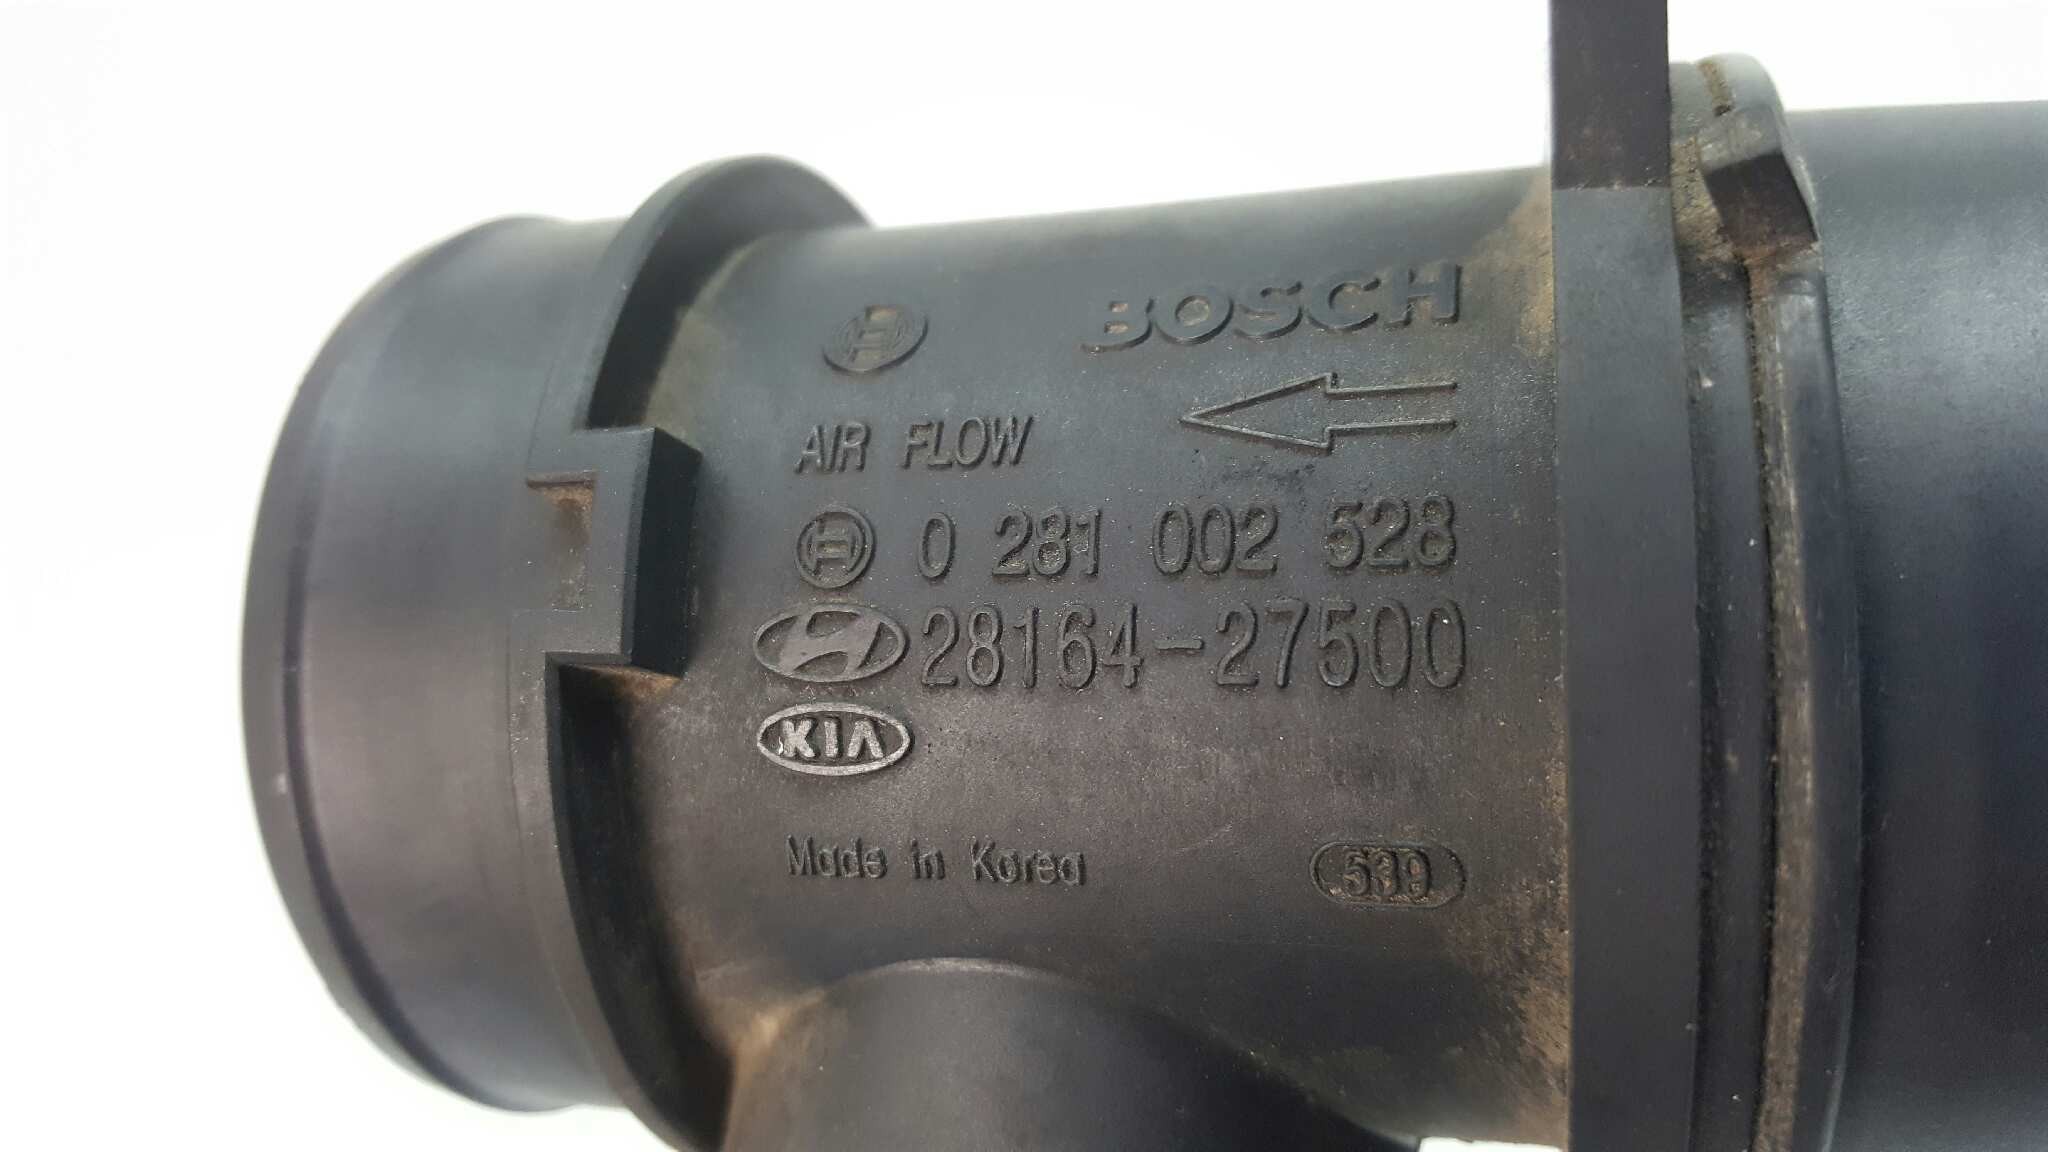 BOSCH
AIR FLOW
0 281 002 528
28164-27500
KIA
Made in Korea
539